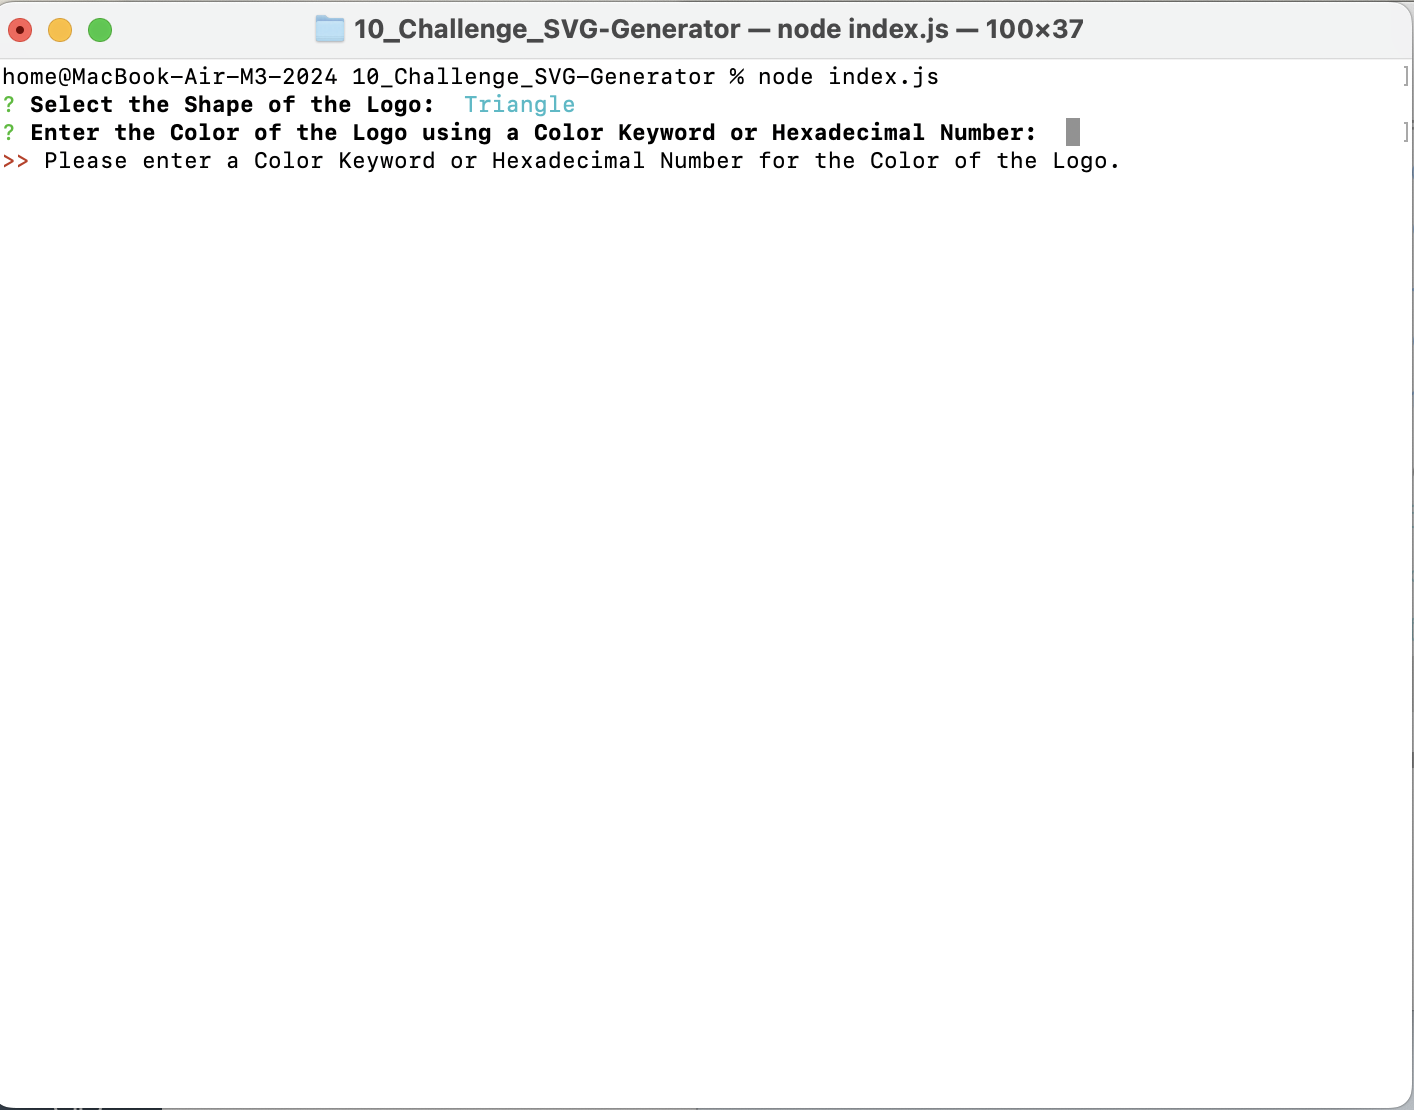 10_Challenge_SVG-Generator — node index.js — 100×37
home@MacBook-Air-M3-2024 10_Challenge_SVG-Generator % node index.js ]
? Select the Shape of the Logo:  Triangle
? Enter the Color of the Logo using a Color Keyword or Hexadecimal Number: ]
>> Please enter a Color Keyword or Hexadecimal Number for the Color of the Logo.